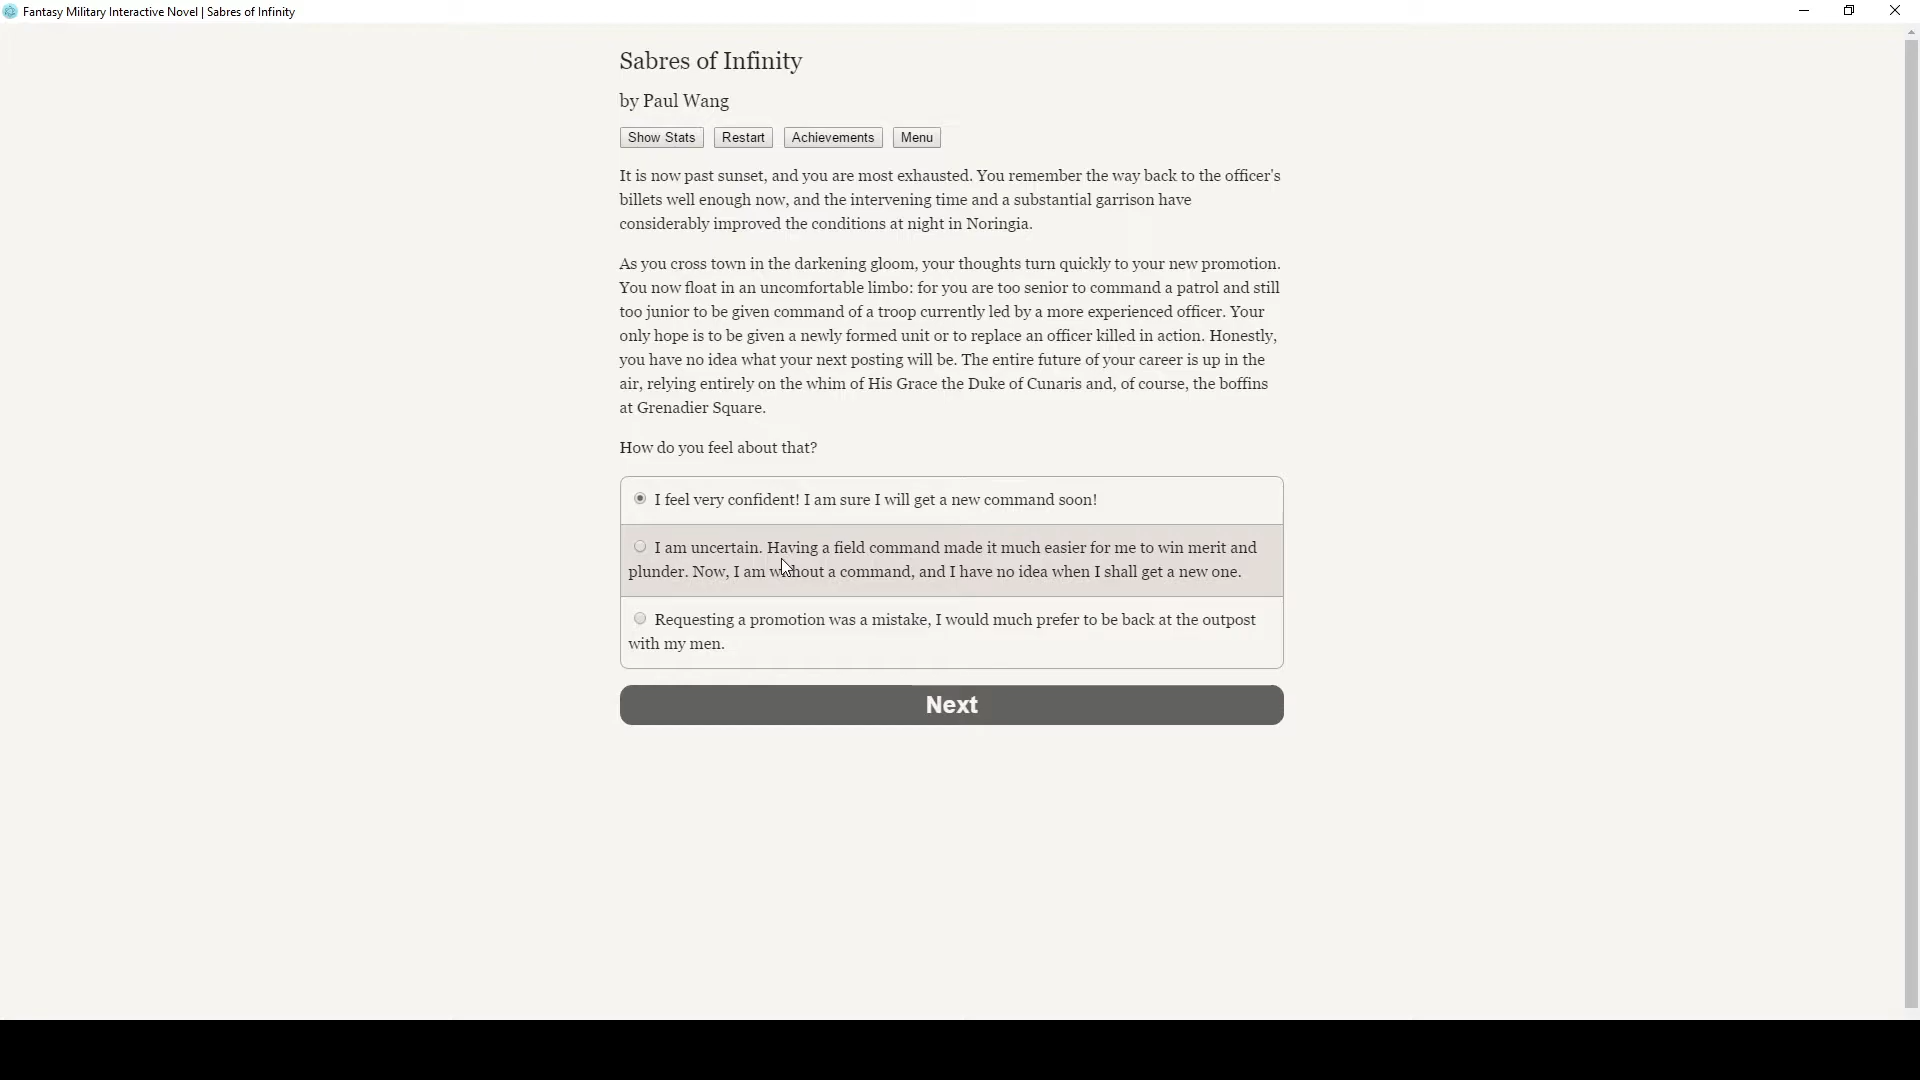 Fantasy Military Interactive Novel | Sabres of Infinity
Sabres of Infinity
by Paul Wang
Show Stats Restart Achievements Menu
It is now past sunset, and you are most exhausted. You remember the way back to the officer's
billets well enough now, and the intervening time and a substantial garrison have
considerably improved the conditions at night in Noringia.
As you cross town in the darkening gloom, your thoughts turn quickly to your new promotion.
You now float in an uncomfortable limbo: for you are too senior to command a patrol and still
too junior to be given command of a troop currently led by a more experienced officer. Your
only hope is to be given a newly formed unit or to replace an officer killed in action. Honestly,
you have no idea what your next posting will be. The entire future of your career is up in the
air, relying entirely on the whim of His Grace the Duke of Cunaris and, of course, the boffins
at Grenadier Square.
How do you feel about that?
I feel very confident! I am sure I will get a new command soon!
I am uncertain. Having a field command made it much easier for me to win merit and
plunder. Now, I am without a command, and I have no idea when I shall get a new one.
Requesting a promotion was a mistake, I would much prefer to be back at the outpost
with my men.
Next